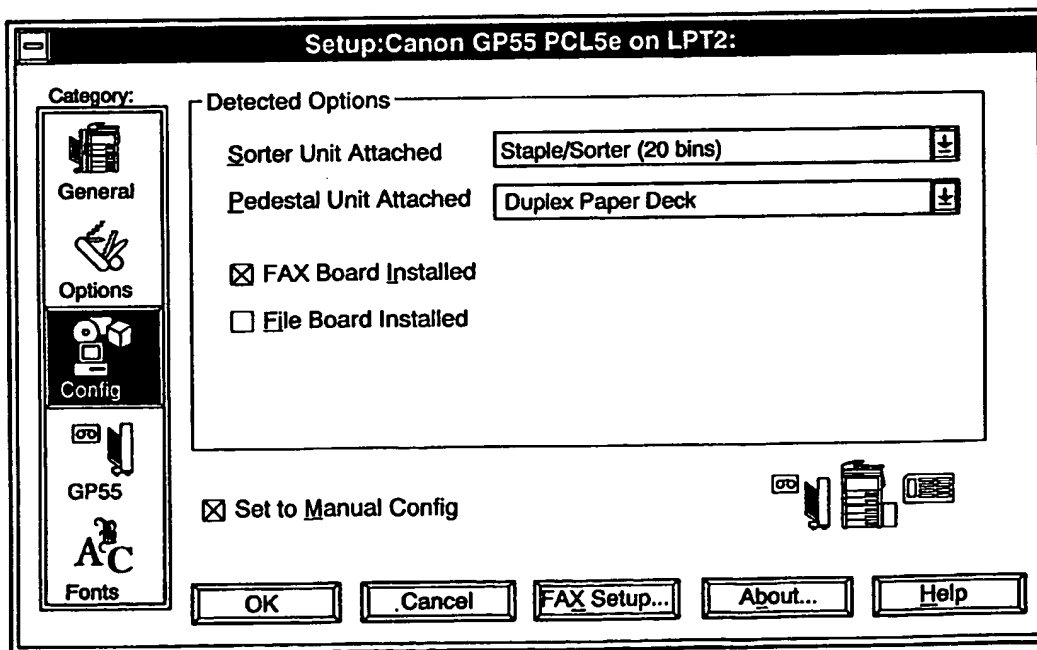 Setup:Canon GP55 PCL5e on LPT2:
Category:
General
Options
Config
GP55
Fonts
Detected Options
Sorter Unit Attached
Staple/Sorter (20 bins)
Pedestal Unit Attached
Duplex Paper Deck
FAX Board Installed
File Board Installed
Set to Manual Config
OK
Cancel
FAX Setup...
About...
Help